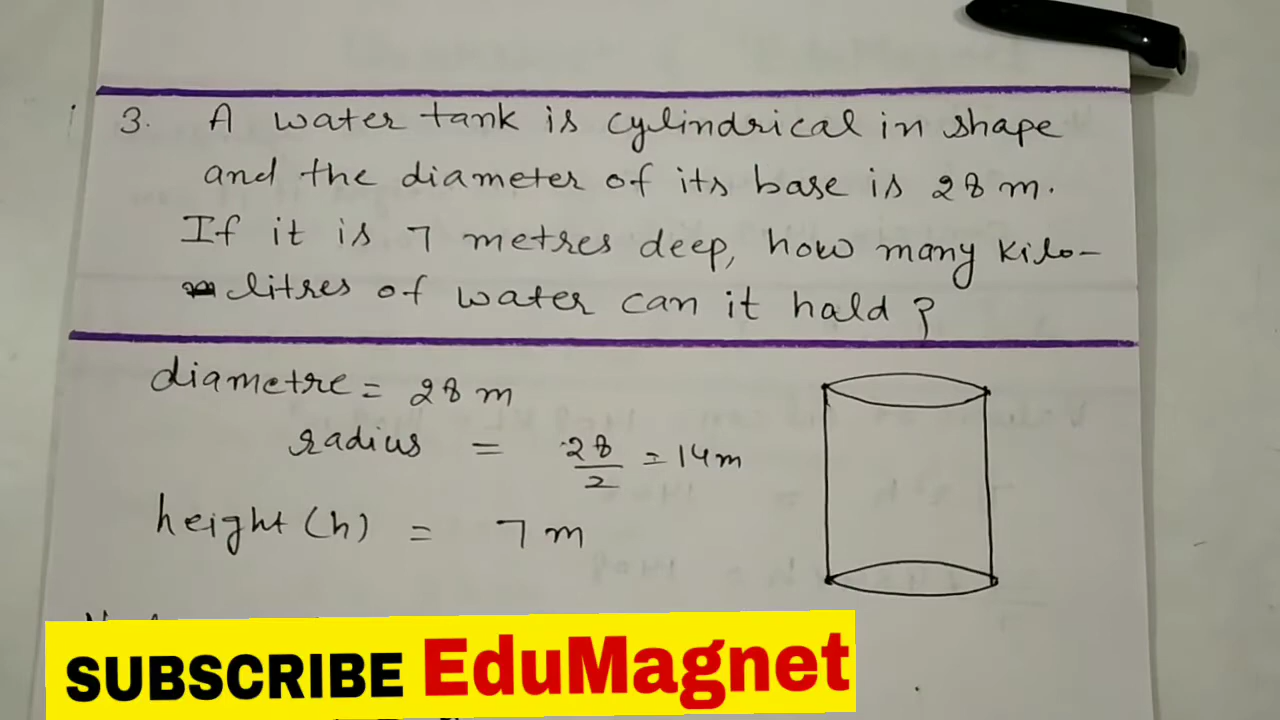 3. A water tank is cylindrical in shape
and the diameter of its base is 28 m.
If it is 7 metres deep, how many kilo-
litres of water can it hald ?
diametre = 28 m
radius = 28/2 = 14m
height (h) = 7 m
SUBSCRIBE EduMagnet